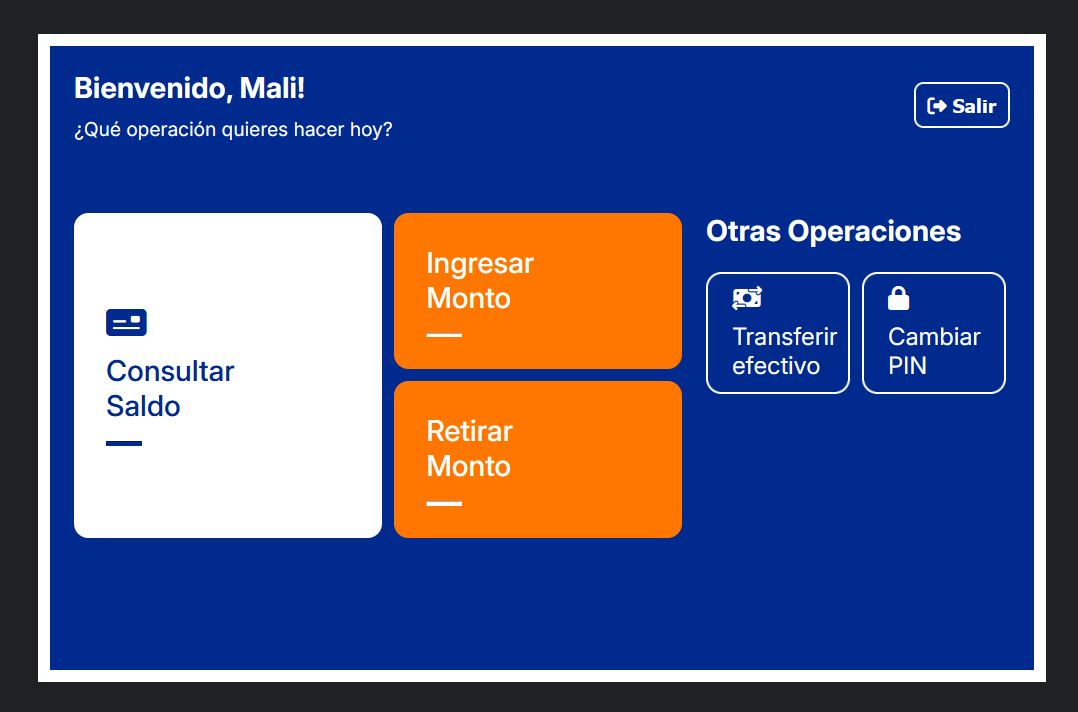 Bienvenido, Mali!
¿Qué operación quieres hacer hoy?
Salir
Consultar
Saldo
Ingresar
Monto
Retirar
Monto
Otras Operaciones
Transferir
efectivo
Cambiar
PIN